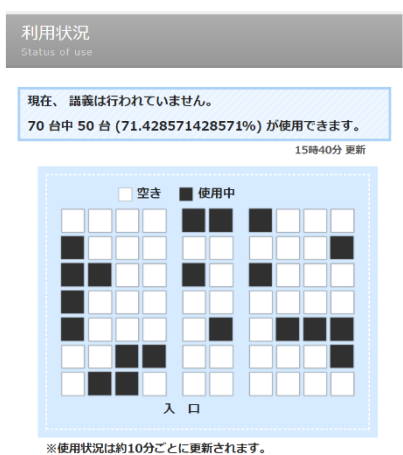 利用状況
Status of use
現在、 講義は行われていません。
70 台中 50 台 (71.428571428571%) が使用できます。
15時40分 更新
空き 使用中
入 口
※使用状況は約10分ごとに更新されます。